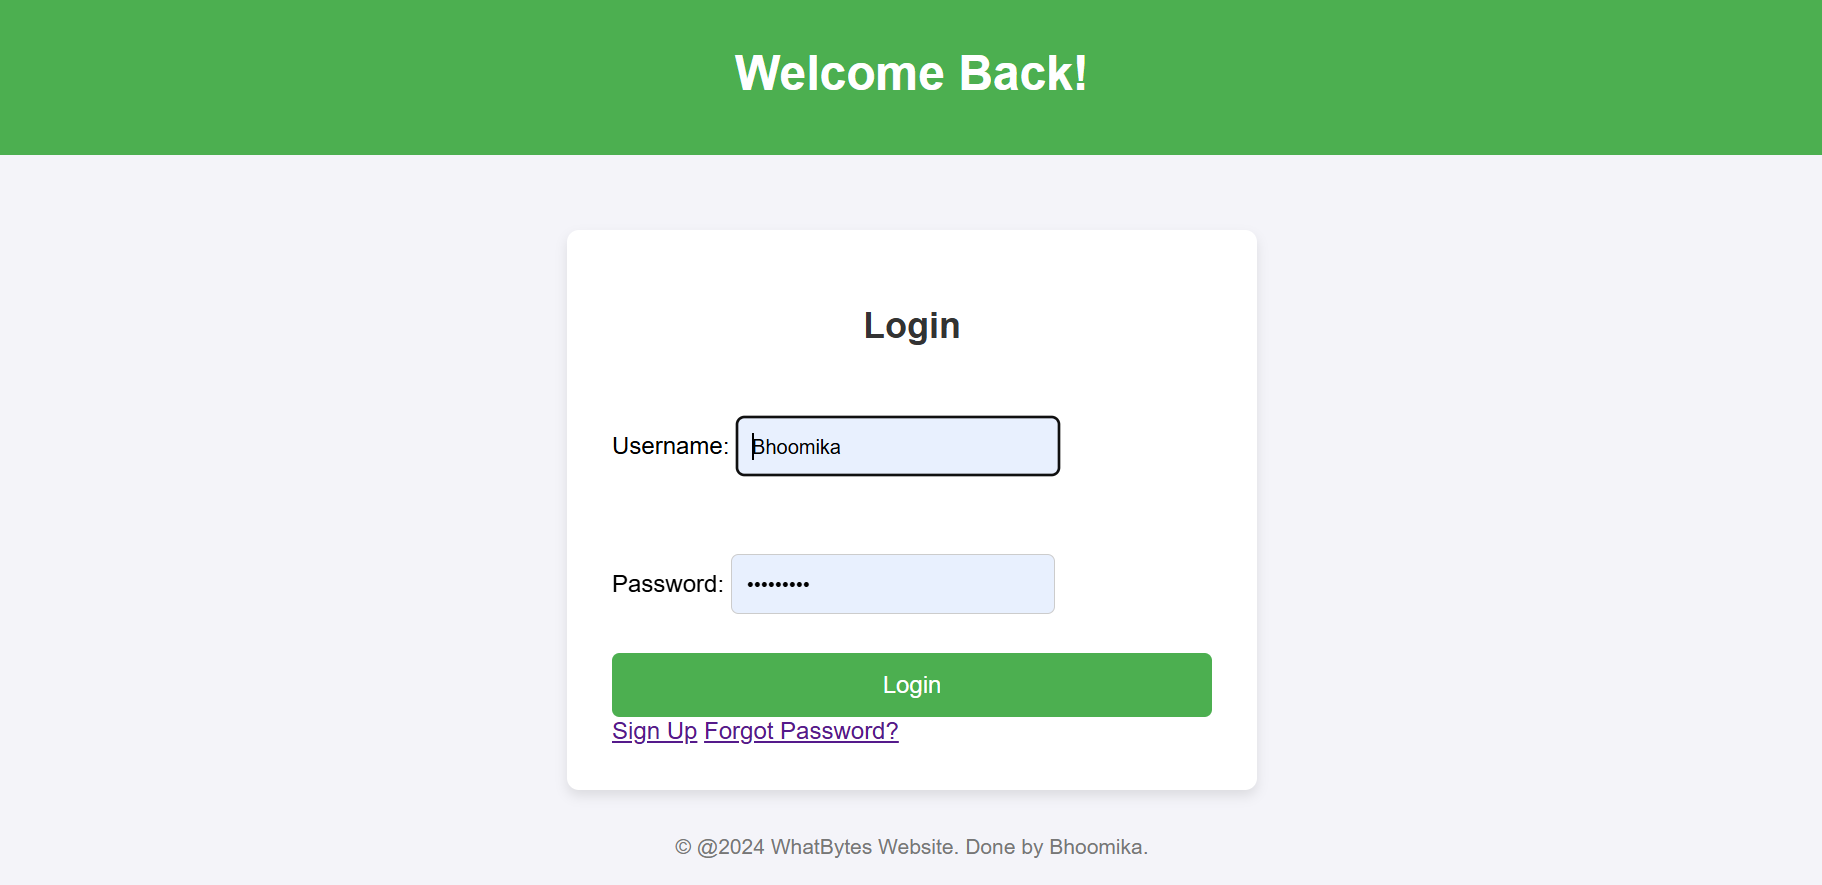 Welcome Back!
Login
Username: Bhoomika
Password: •••••••••
Login
Sign Up Forgot Password?
© @2024 WhatBytes Website. Done by Bhoomika.